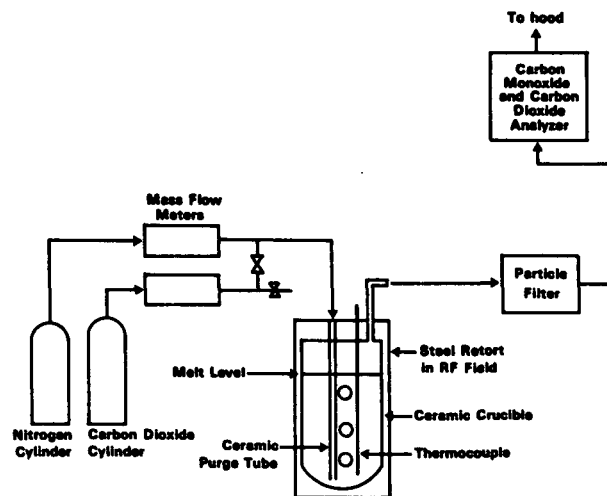 To hood
Carbon
Monoxide
and Carbon
Dioxide
Analyzer
Mass Flow
Meters
Particle
Filter
Steel Retort
in RF Field
Melt Level
Ceramic Crucible
Nitrogen
Cylinder
Carbon Dioxide
Cylinder
Ceramic
Purge Tube
Thermocouple